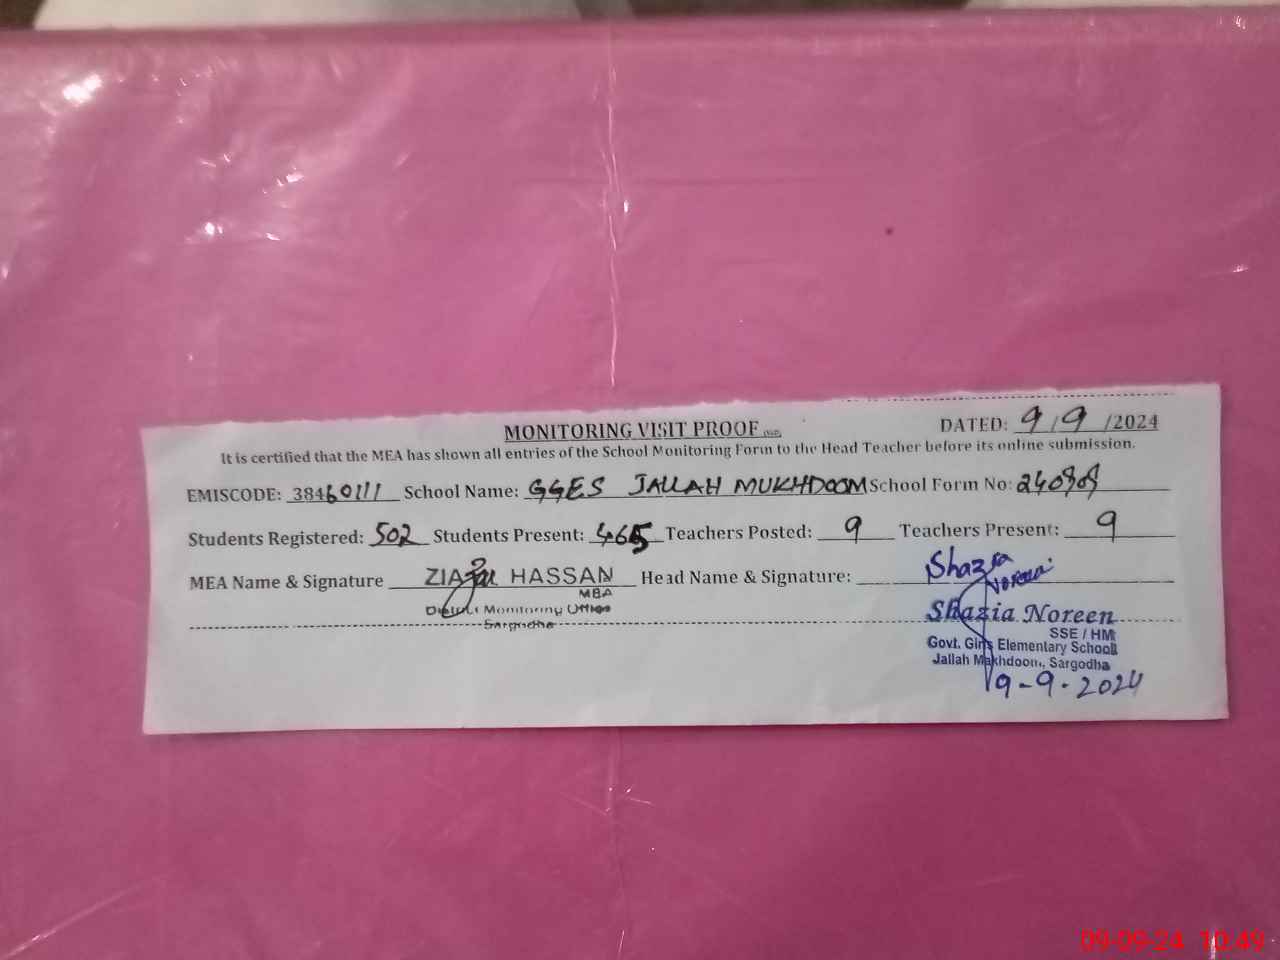 MONITORING VISIT PROOF
DATED: 9/9/2024
It is certified that the MEA has shown all entries of the School Monitoring Form to the Head Teacher before its online submission.
EMISCODE: 38460111 School Name: GGES JALLAH MUKHDOOM School Form No:
Students Registered: 502 Students Present: 465 Teachers Posted: 9 Teachers Present: 9
MEA Name & Signature ZIA HASSAN Head Name & Signature: Shazia Noreen
MBA
District Monitoring Office
Sargodha
Shazia Noreen
SSE / HM
Govt. Girls Elementary School
Jallah Makhdoom, Sargodha
9-9-2024
09-09-24 10:49